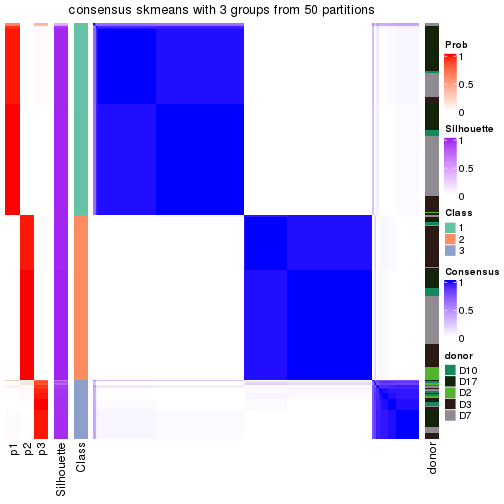 consensus skmeans with 3 groups from 50 partitions
Prob
1
0.5
0
Silhouette
1
0.5
0
Class
1
2
3
Consensus
1
0.5
0
donor
D10
D17
D2
D3
D7
p1
p2
p3
Silhouette
Class
donor